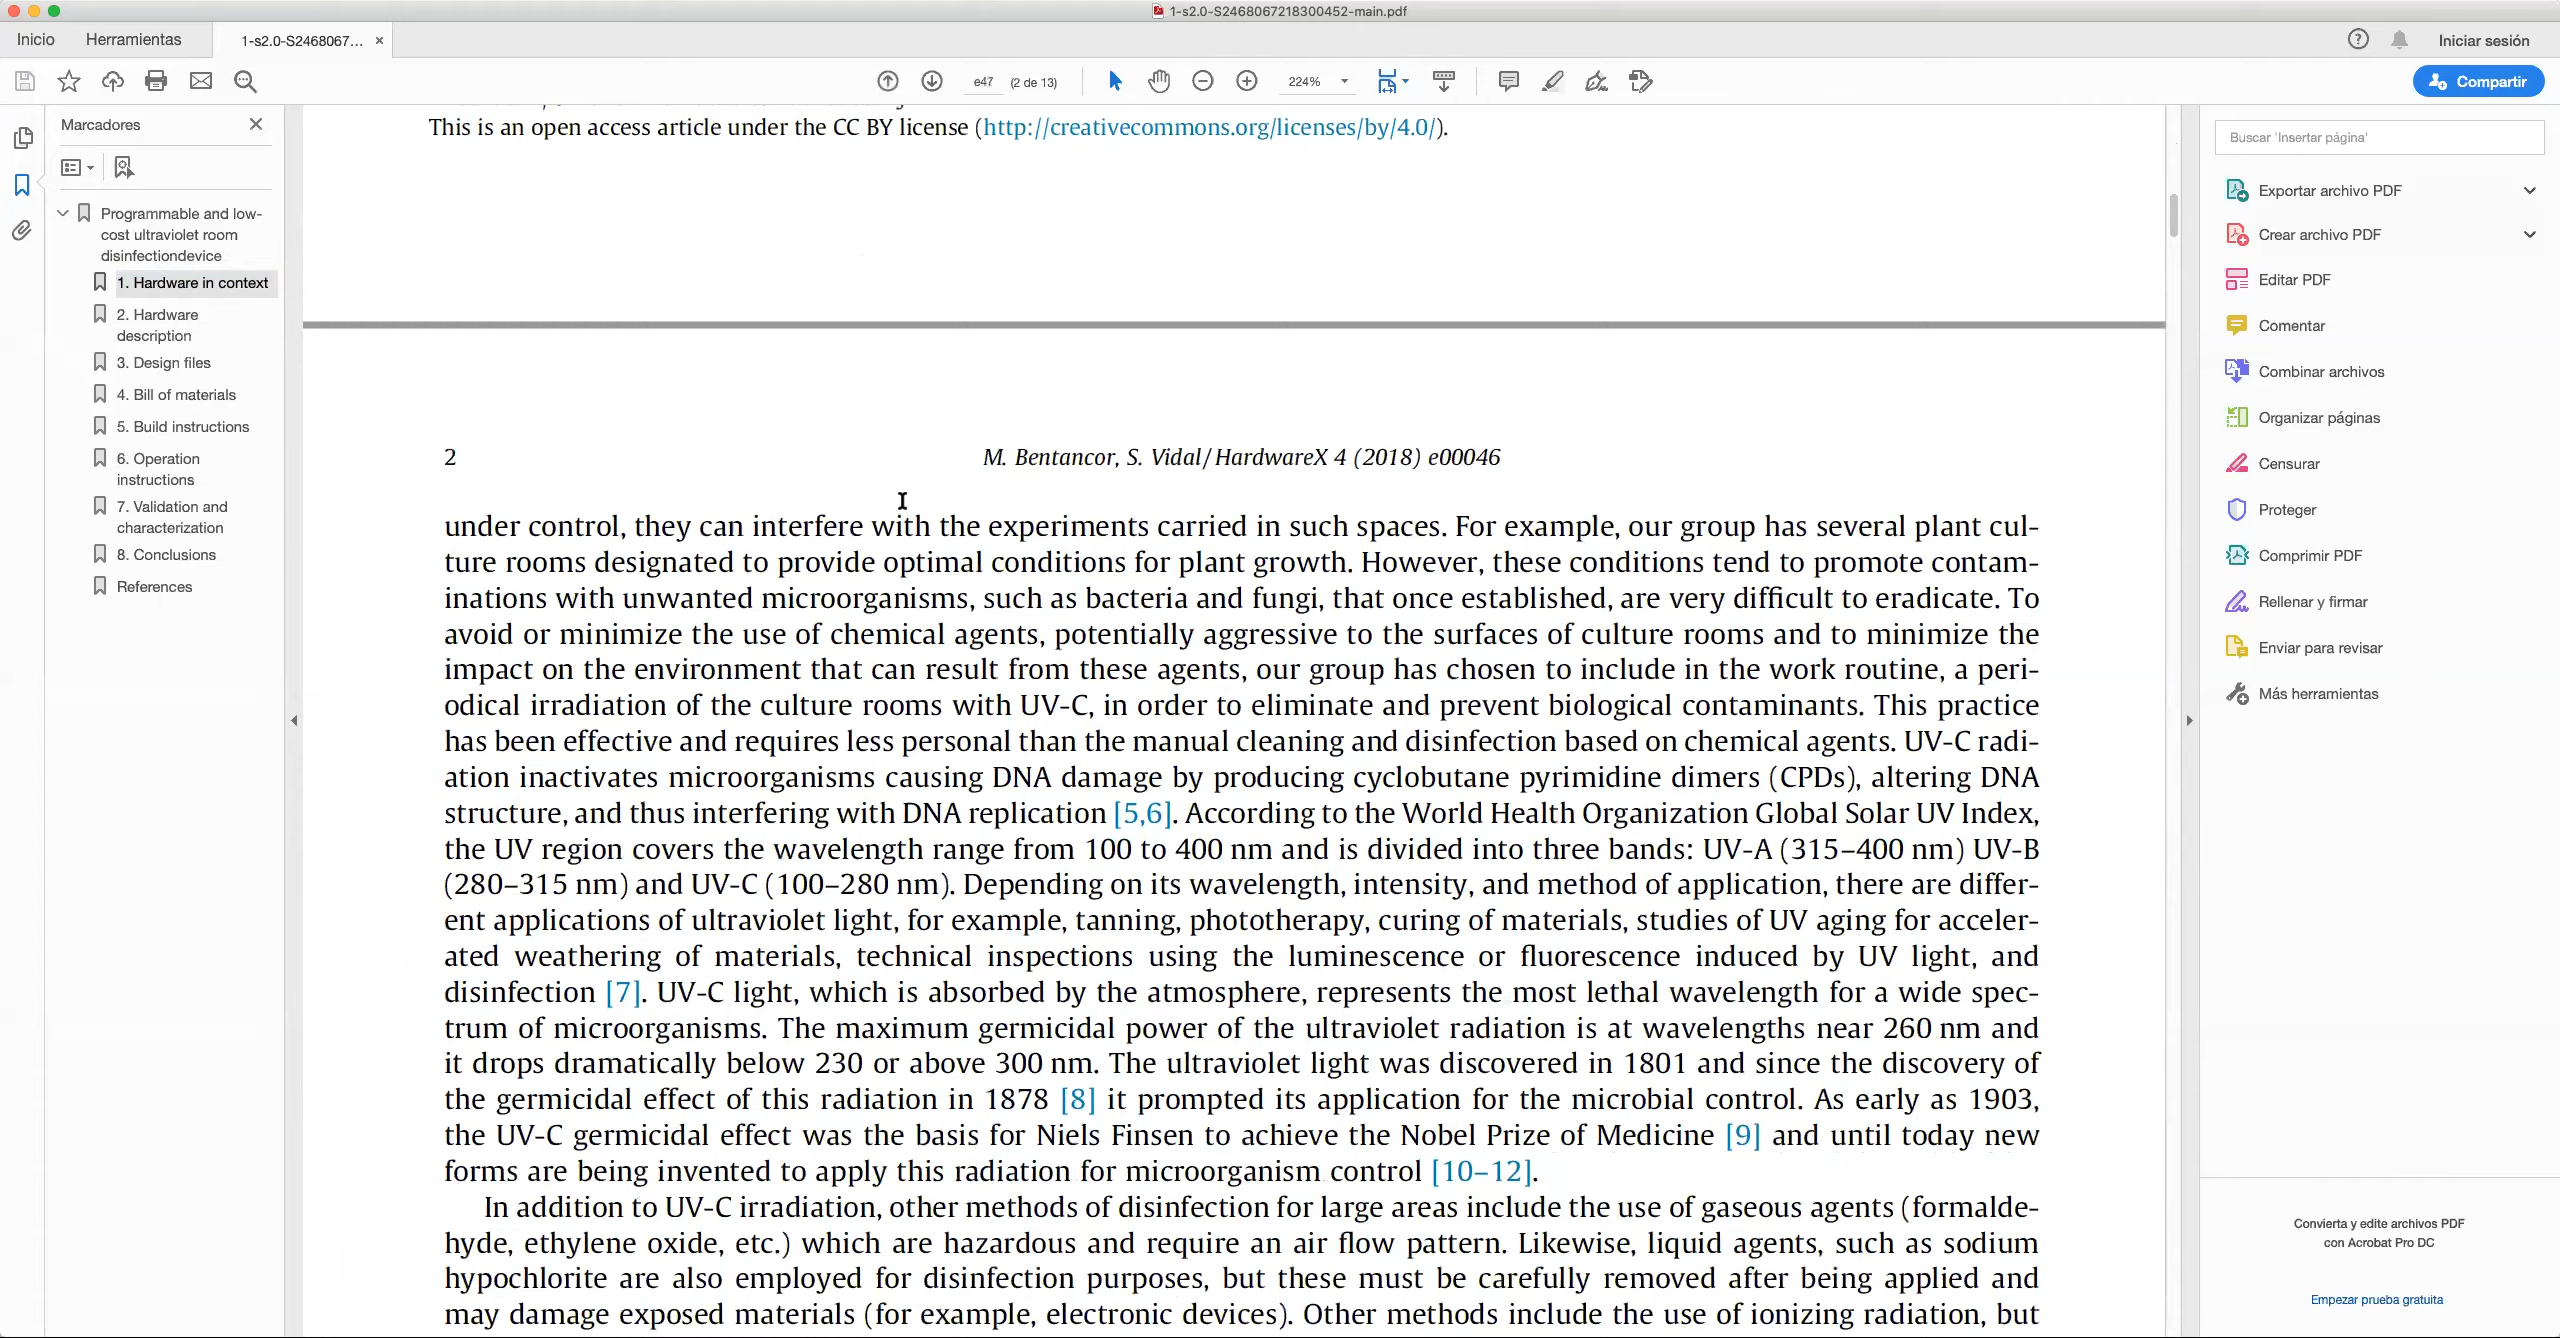 1-s2.0-S2468067218300452-main.pdf
Inicio
Herramientas
1-s2.0-S2468067...
Iniciar sesión
e47
(2 de 13)
224%
Compartir
Marcadores
Programmable and low-
cost ultraviolet room
disinfectiondevice
1. Hardware in context
2. Hardware
description
3. Design files
4. Bill of materials
5. Build instructions
6. Operation
instructions
7. Validation and
characterization
8. Conclusions
References
This is an open access article under the CC BY license (http://creativecommons.org/licenses/by/4.0/).
2
M. Bentancor, S. Vidal / HardwareX 4 (2018) e00046
under control, they can interfere with the experiments carried in such spaces. For example, our group has several plant cul-
ture rooms designated to provide optimal conditions for plant growth. However, these conditions tend to promote contam-
inations with unwanted microorganisms, such as bacteria and fungi, that once established, are very difficult to eradicate. To
avoid or minimize the use of chemical agents, potentially aggressive to the surfaces of culture rooms and to minimize the
impact on the environment that can result from these agents, our group has chosen to include in the work routine, a peri-
odical irradiation of the culture rooms with UV-C, in order to eliminate and prevent biological contaminants. This practice
has been effective and requires less personal than the manual cleaning and disinfection based on chemical agents. UV-C radi-
ation inactivates microorganisms causing DNA damage by producing cyclobutane pyrimidine dimers (CPDs), altering DNA
structure, and thus interfering with DNA replication [5,6]. According to the World Health Organization Global Solar UV Index,
the UV region covers the wavelength range from 100 to 400 nm and is divided into three bands: UV-A (315–400 nm) UV-B
(280–315 nm) and UV-C (100–280 nm). Depending on its wavelength, intensity, and method of application, there are differ-
ent applications of ultraviolet light, for example, tanning, phototherapy, curing of materials, studies of UV aging for acceler-
ated weathering of materials, technical inspections using the luminescence or fluorescence induced by UV light, and
disinfection [7]. UV-C light, which is absorbed by the atmosphere, represents the most lethal wavelength for a wide spec-
trum of microorganisms. The maximum germicidal power of the ultraviolet radiation is at wavelengths near 260 nm and
it drops dramatically below 230 or above 300 nm. The ultraviolet light was discovered in 1801 and since the discovery of
the germicidal effect of this radiation in 1878 [8] it prompted its application for the microbial control. As early as 1903,
the UV-C germicidal effect was the basis for Niels Finsen to achieve the Nobel Prize of Medicine [9] and until today new
forms are being invented to apply this radiation for microorganism control [10–12].
In addition to UV-C irradiation, other methods of disinfection for large areas include the use of gaseous agents (formalde-
hyde, ethylene oxide, etc.) which are hazardous and require an air flow pattern. Likewise, liquid agents, such as sodium
hypochlorite are also employed for disinfection purposes, but these must be carefully removed after being applied and
may damage exposed materials (for example, electronic devices). Other methods include the use of ionizing radiation, but
Buscar 'Insertar página'
Exportar archivo PDF
Crear archivo PDF
Editar PDF
Comentar
Combinar archivos
Organizar páginas
Censurar
Proteger
Comprimir PDF
Rellenar y firmar
Enviar para revisar
Más herramientas
Convierta y edite archivos PDF
con Acrobat Pro DC
Empezar prueba gratuita